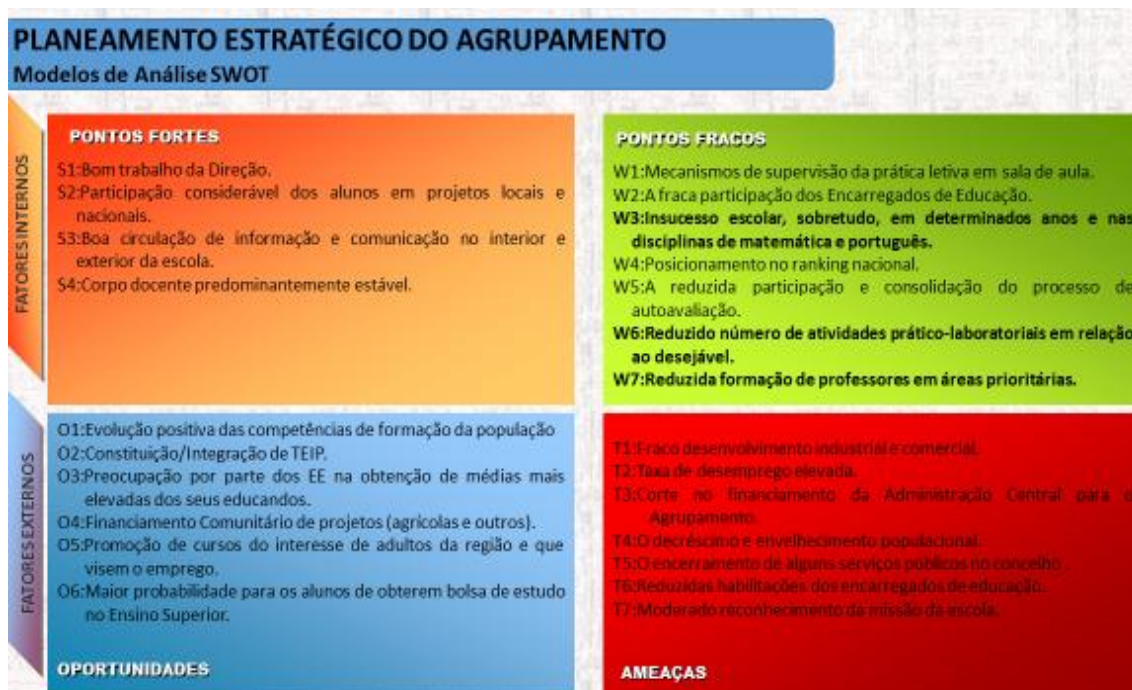 PLANEAMENTO ESTRATÉGICO DO AGRUPAMENTO
Modelos de Análise SWOT
FATORES INTERNOS
PONTOS FORTES
S1:Bom trabalho da Direção.
S2:Participação considerável dos alunos em projetos locais e
nacionais.
S3:Boa circulação de informação e comunicação no interior e
exterior da escola.
S4:Corpo docente predominantemente estável.
PONTOS FRACOS
W1:Mecanismos de supervisão da prática letiva em sala de aula.
W2:A fraca participação dos Encarregados de Educação.
W3:Insucesso escolar, sobretudo, em determinados anos e nas
disciplinas de matemática e português.
W4:Posicionamento no ranking nacional.
W5:A reduzida participação e consolidação do processo de
autoavaliação.
W6:Reduzido número de atividades prático-laboratoriais em relação
ao desejável.
W7:Reduzida formação de professores em áreas prioritárias.
FATORES EXTERNOS
O1:Evolução positiva das competências de formação da população
O2:Constituição/Integração de TEIP.
O3:Preocupação por parte dos EE na obtenção de médias mais
elevadas dos seus educandos.
O4:Financiamento Comunitário de projetos (agrícolas e outros).
O5:Promoção de cursos do interesse de adultos da região e que
visem o emprego.
O6:Maior probabilidade para os alunos de obterem bolsa de estudo
no Ensino Superior.
OPORTUNIDADES
T1:Fraco desenvolvimento industrial e comercial.
T2:Taxa de desemprego elevada.
T3:Corte no financiamento da Administração Central para o
Agrupamento.
T4:O decréscimo e envelhecimento populacional.
T5:O encerramento de alguns serviços públicos no concelho.
T6:Reduzidas habilitações dos encarregados de educação.
T7:Moderado reconhecimento da missão da escola.
AMEAÇAS